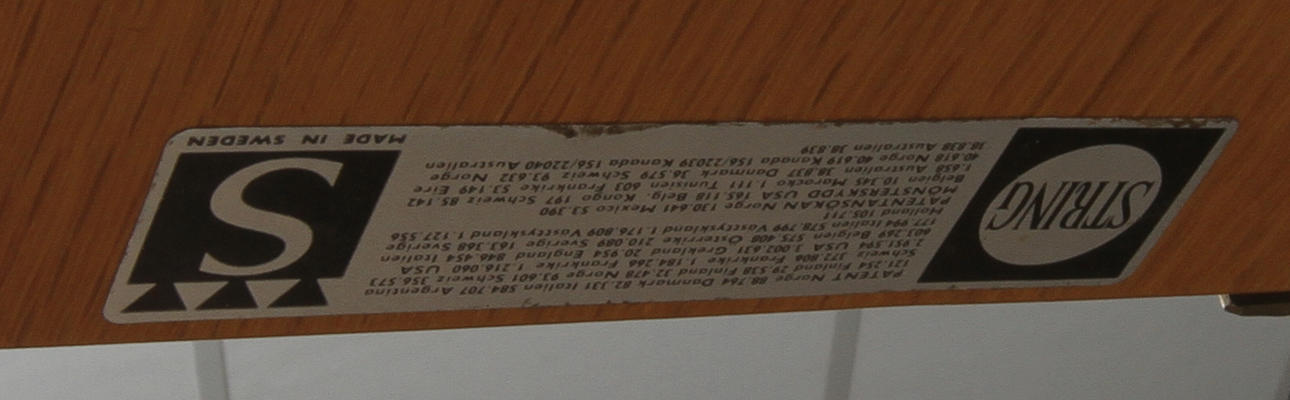 STRING
PATENT Norge 88.764 Danmark 82.331 Italien 584.707 Argentina
121.254 Finland 29.538 Finland 32.478 Norge 93.601 Schweiz 356.573
Schweiz 372.806 Frankrike 1.184.266 Frankrike 1.216.060 USA
2.951.594 USA 3.002.631 Grekland 20.954 England 846.454 Italien
603.269 Belgien 575.408 Österrike 210.089 Sverige 163.368 Sverige
177.994 Italien 578.799 Västtyskland 1.176.809 Västtyskland 1.127.556
Holland 105.711
PATENTANSÖKAN Norge 130.641 Mexico 53.390
MÖNSTERSKYDD USA 165.118 Belg. Kongo 197 Schweiz 85.142
Belgien 10.345 Marocko 1.111 Tunisien 603 Frankrike 53.149 Eire
1.658 Australien 38.837 Danmark 36.579 Schweiz 93.632 Norge
40.618 Norge 40.619 Kanada 156/22039 Kanada 156/22040 Australien
38.838 Australien 38.839
S
MADE IN SWEDEN